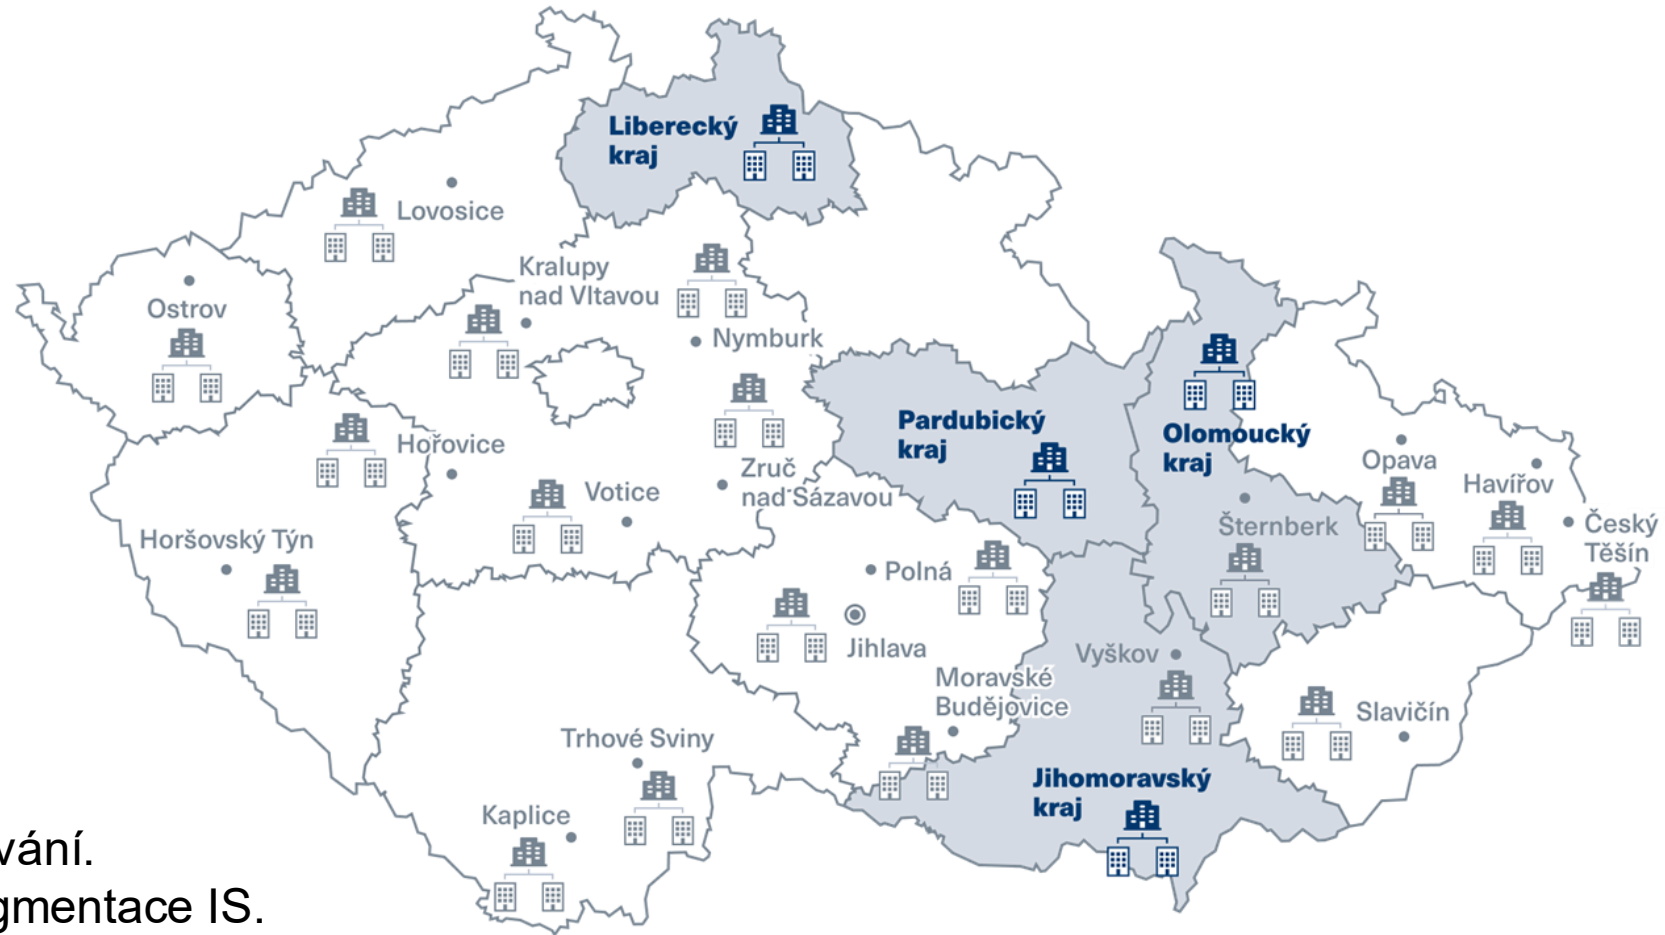 Liberecký
kraj
Lovosice
Kralupy
nad Vltavou
Ostrov
Nymburk
Pardubický
kraj
Olomoucký
kraj
Hořovice
Opava
Zruč
nad Sázavou
Votice
Havířov
Český
Těšín
Šternberk
Horšovský Týn
Polná
Jihlava
Vyškov
Moravské
Budějovice
Slavičín
Trhové Sviny
Jihomoravský
kraj
Kaplice
vání.
gmentace IS.